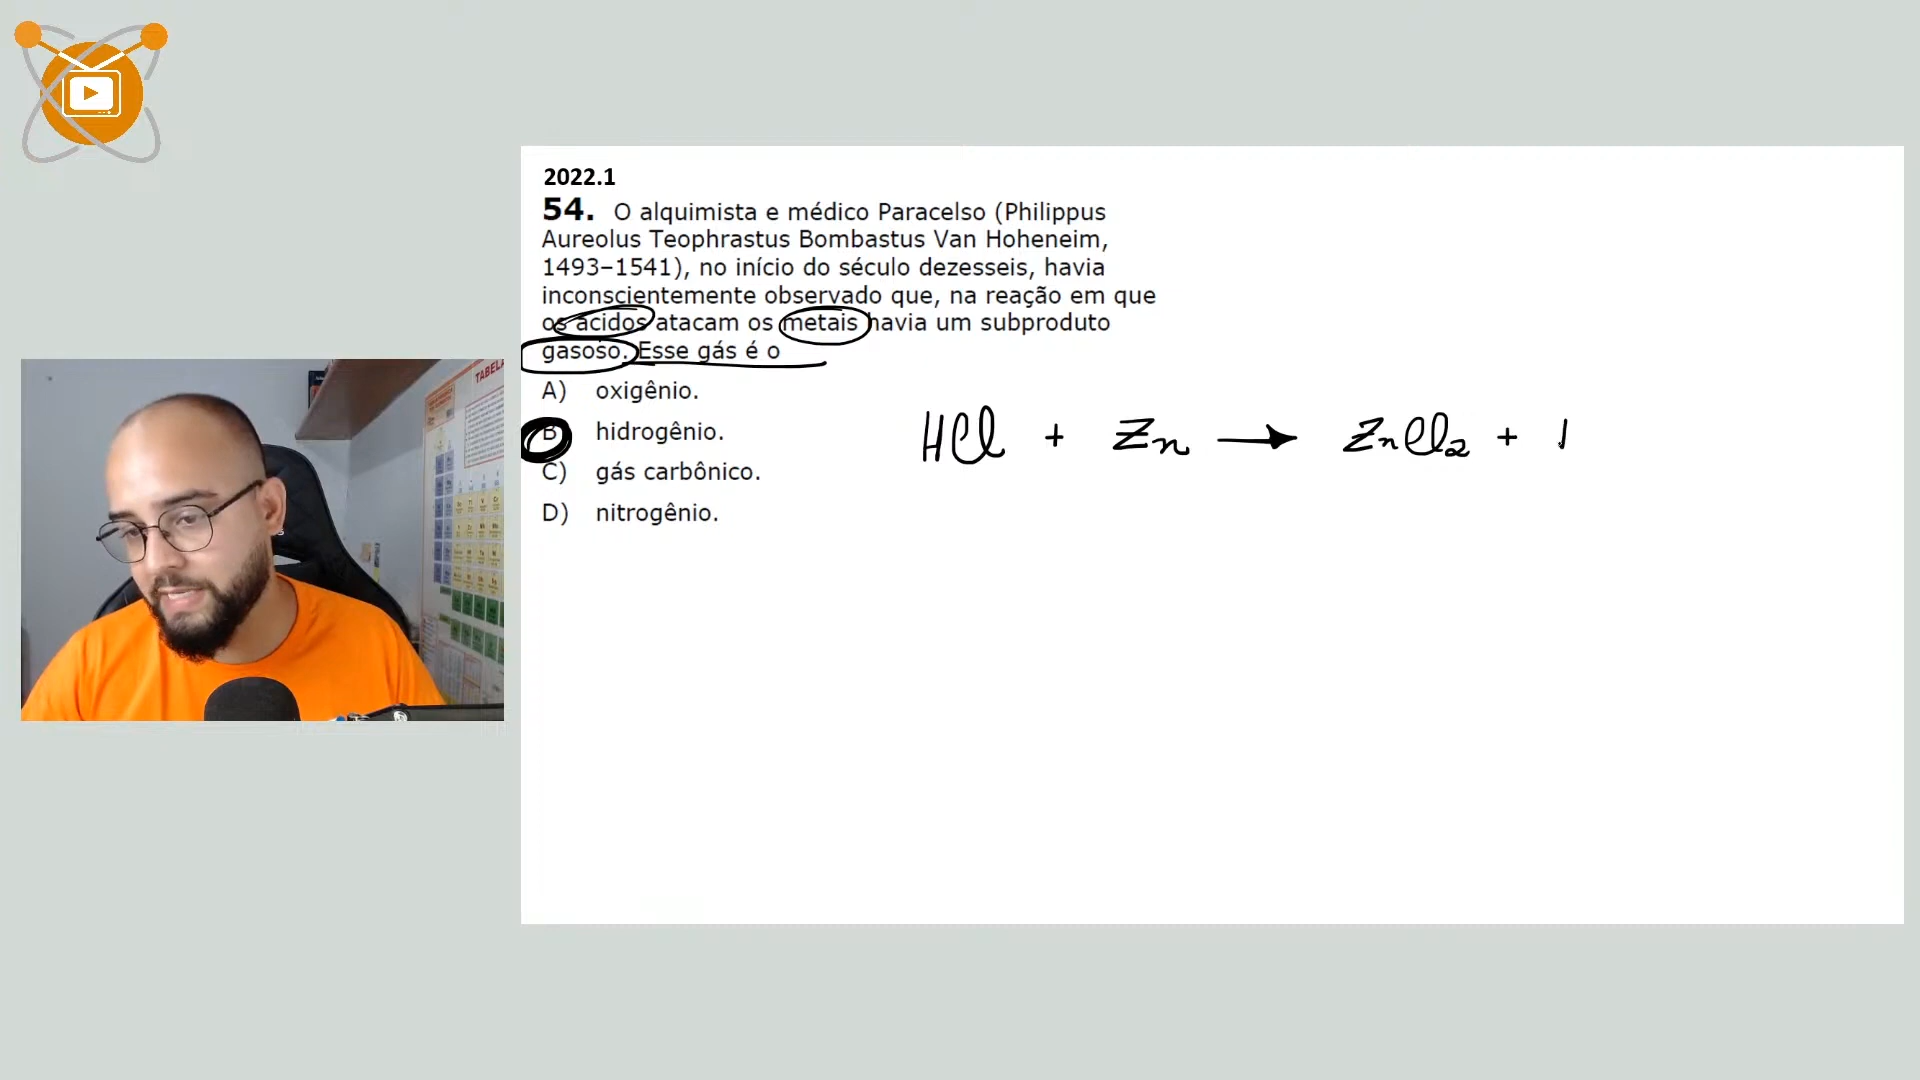 2022.1
54. O alquimista e médico Paracelso (Philippus
Aureolus Teophrastus Bombastus Van Hoheneim,
1493–1541), no início do século dezesseis, havia
inconscientemente observado que, na reação em que
os ácidos atacam os metais havia um subproduto
gasoso. Esse gás é o
A) oxigênio.
B) hidrogênio.
HCl + Zn → ZnCl2 +
C) gás carbônico.
D) nitrogênio.
TABELA